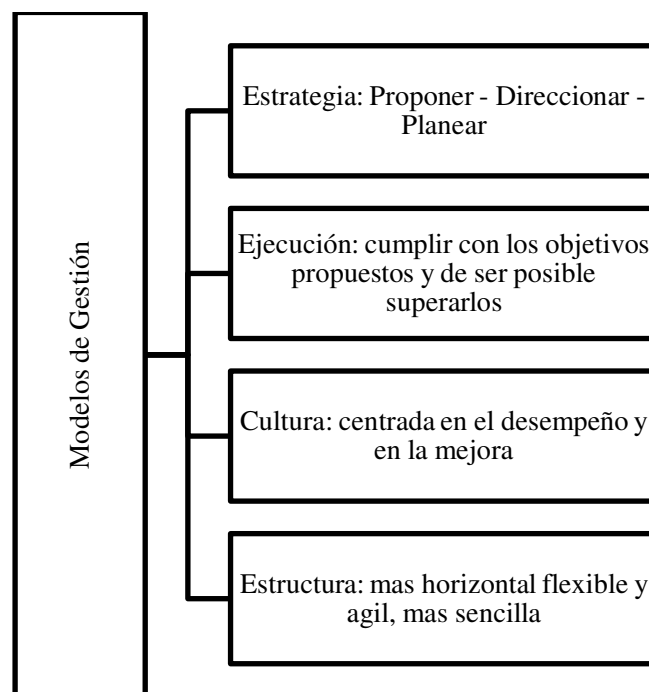 Modelos de Gestión
Estrategia: Proponer - Direccionar -
Planear
Ejecución: cumplir con los objetivos
propuestos y de ser posible
superarlos
Cultura: centrada en el desempeño y
en la mejora
Estructura: mas horizontal flexible y
agil, mas sencilla